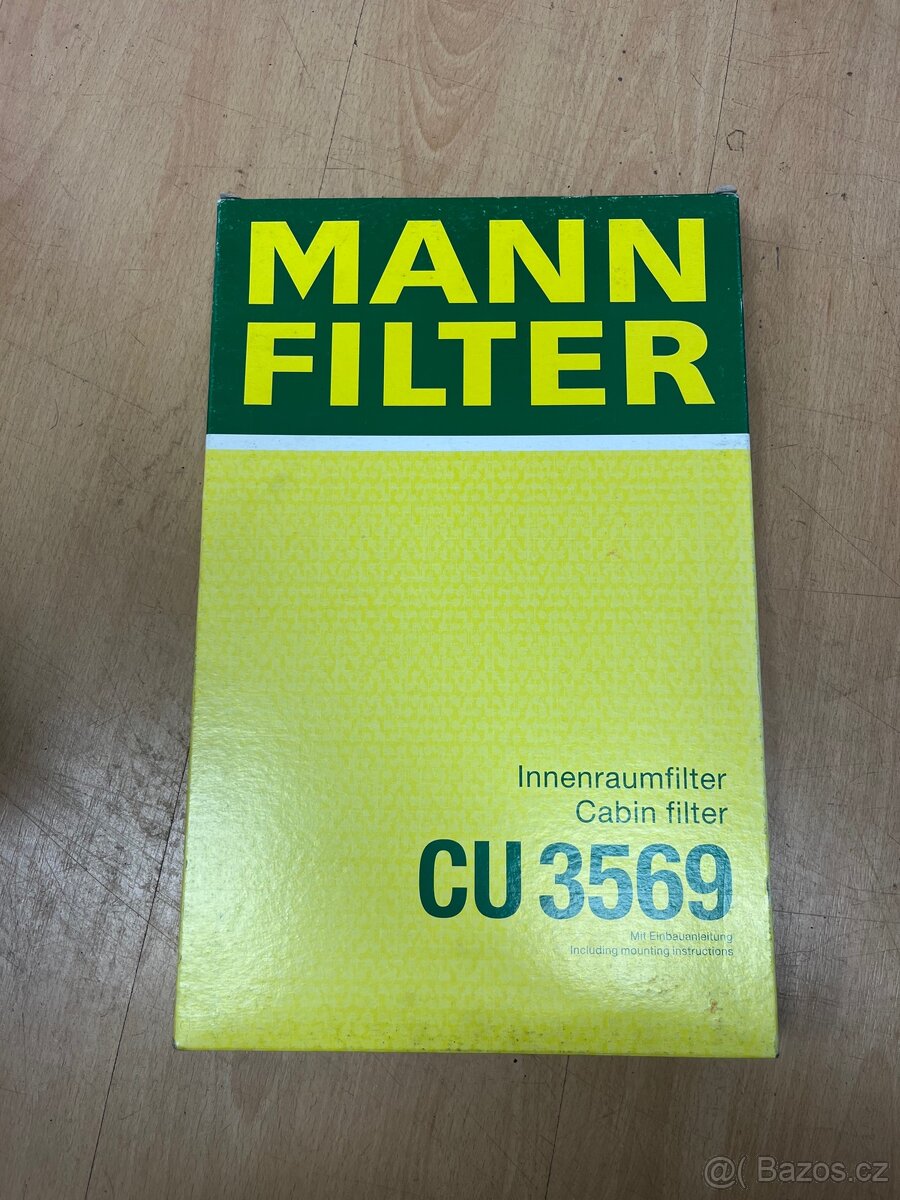 MANN
FILTER
Innenraumfilter
Cabin filter
CU 3569
Mit Einbauanleitung
Including mounting instructions
@( Bazos.cz